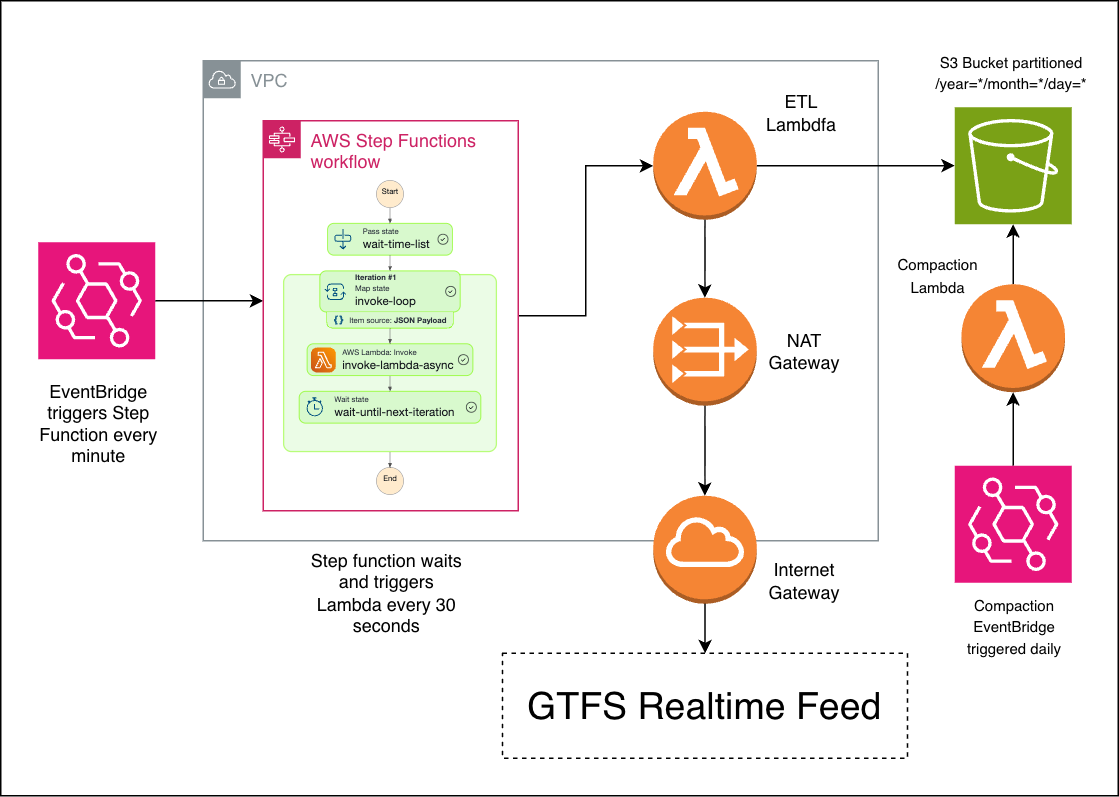 S3 Bucket partitioned
/year=*/month=*/day=*
VPC
ETL
Lambdfa
AWS Step Functions
workflow
Start
Pass state
wait-time-list
Iteration #1
Map state
invoke-loop
{} Item source: JSON Payload
AWS Lambda: Invoke
invoke-lambda-async
Wait state
wait-until-next-iteration
End
EventBridge
triggers Step
Function every
minute
Compaction
Lambda
NAT
Gateway
Step function waits
and triggers
Lambda every 30
seconds
Internet
Gateway
Compaction
EventBridge
triggered daily
GTFS Realtime Feed